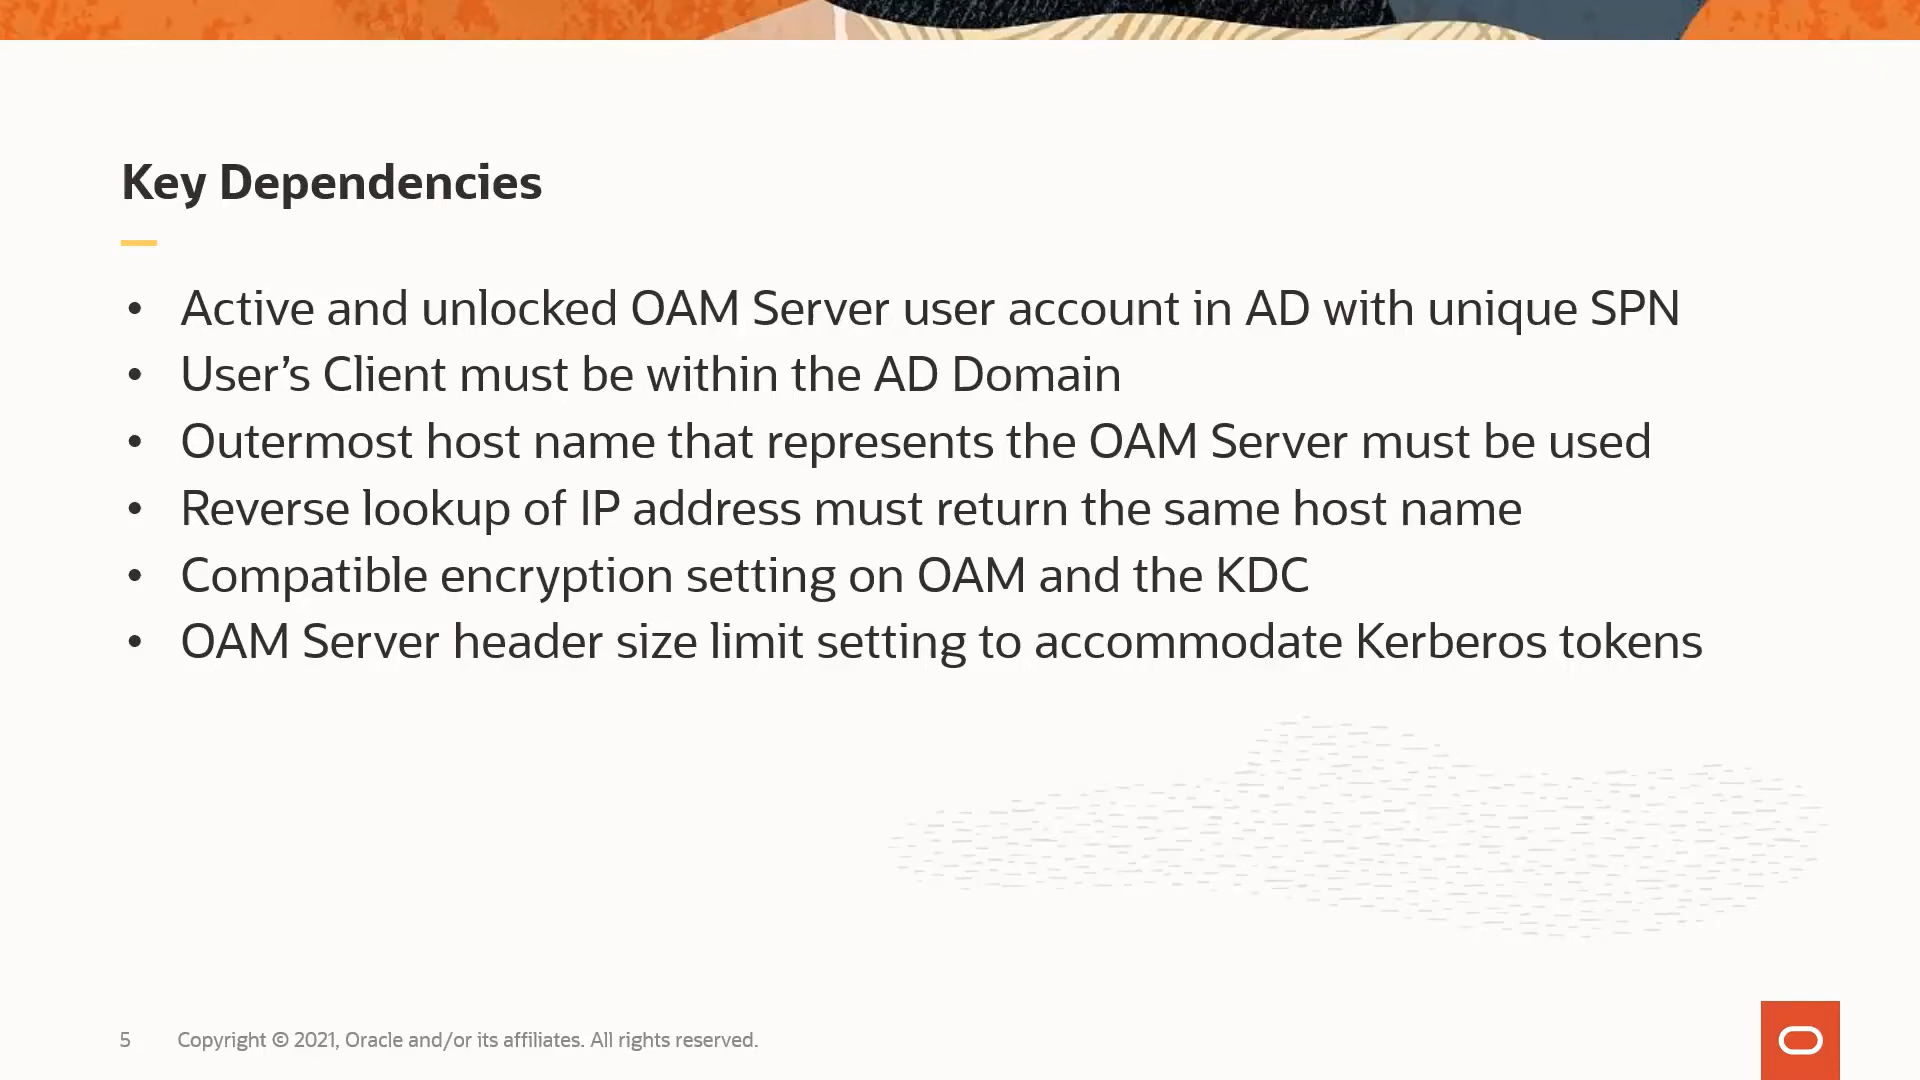 Key Dependencies
• Active and unlocked OAM Server user account in AD with unique SPN
• User’s Client must be within the AD Domain
• Outermost host name that represents the OAM Server must be used
• Reverse lookup of IP address must return the same host name
• Compatible encryption setting on OAM and the KDC
• OAM Server header size limit setting to accommodate Kerberos tokens
5 Copyright © 2021, Oracle and/or its affiliates. All rights reserved.